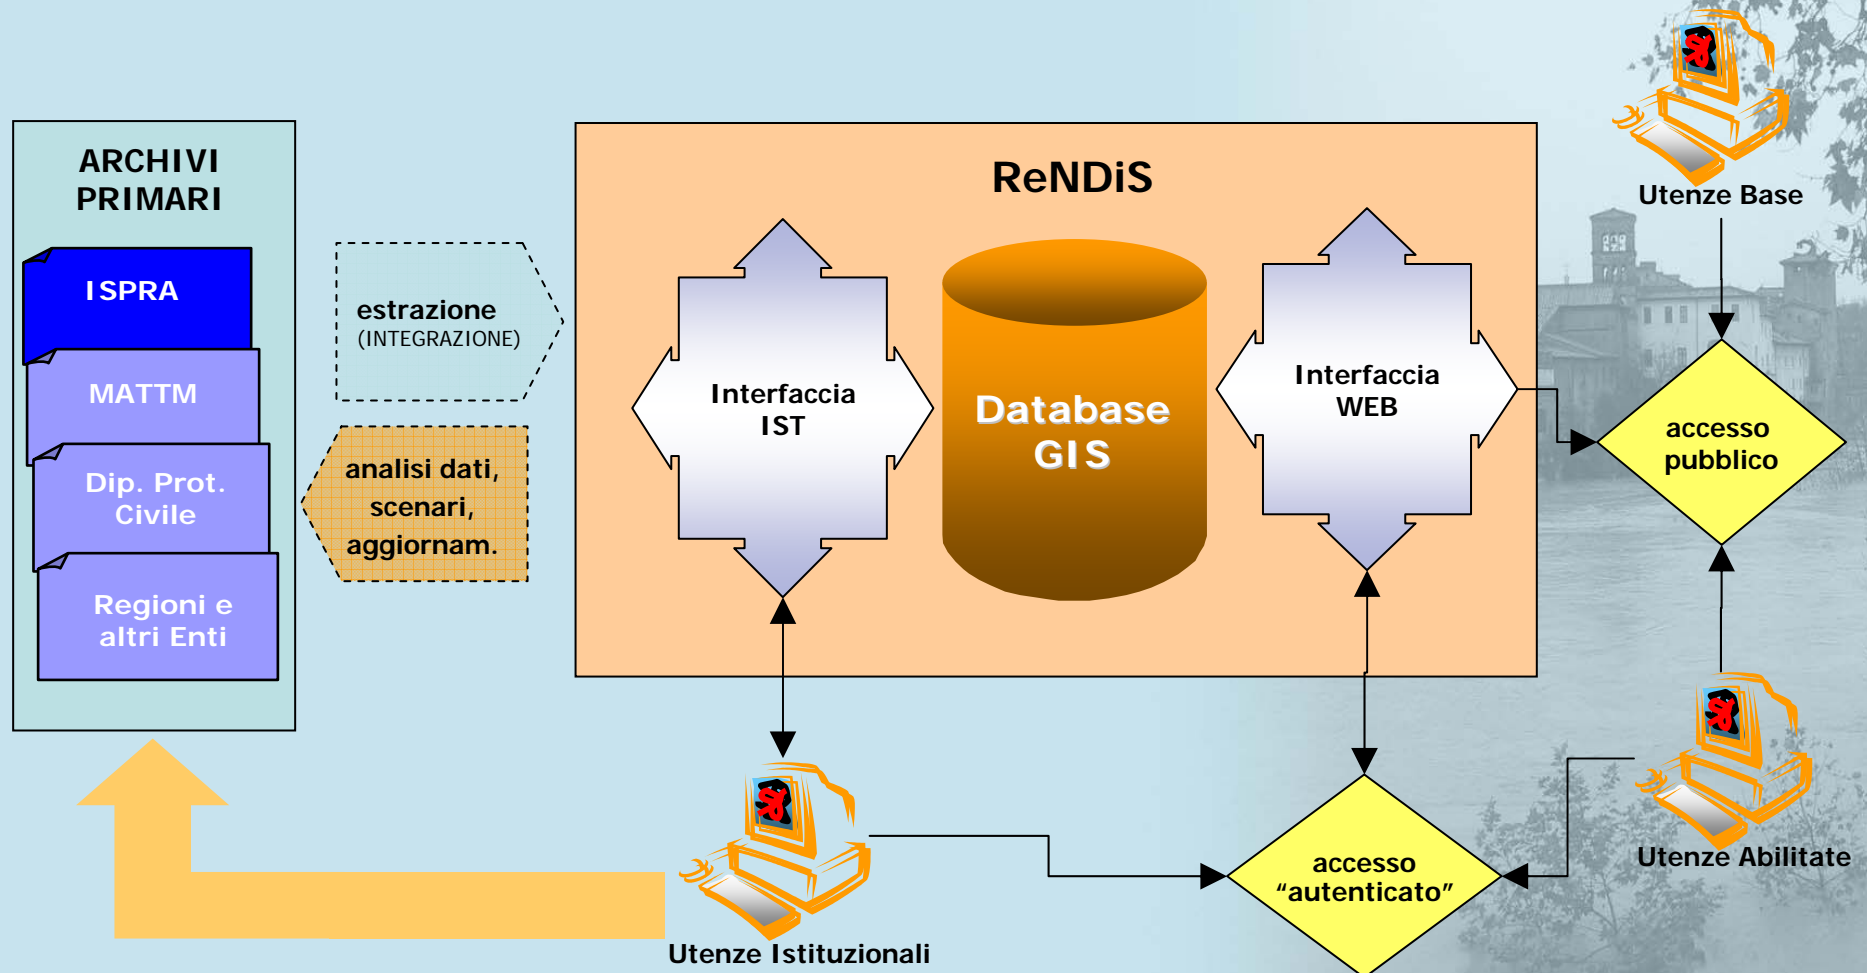 ARCHIVI
PRIMARI
ISPRA
MATTM
Dip. Prot.
Civile
Regioni e
altri Enti
estrazione
(INTEGRAZIONE)
analisi dati,
scenari,
aggiornam.
ReNDiS
Interfaccia
IST
Database
GIS
Interfaccia
WEB
Utenze Base
accesso
pubblico
Utenze Abilitate
accesso
“autenticato”
Utenze Istituzionali